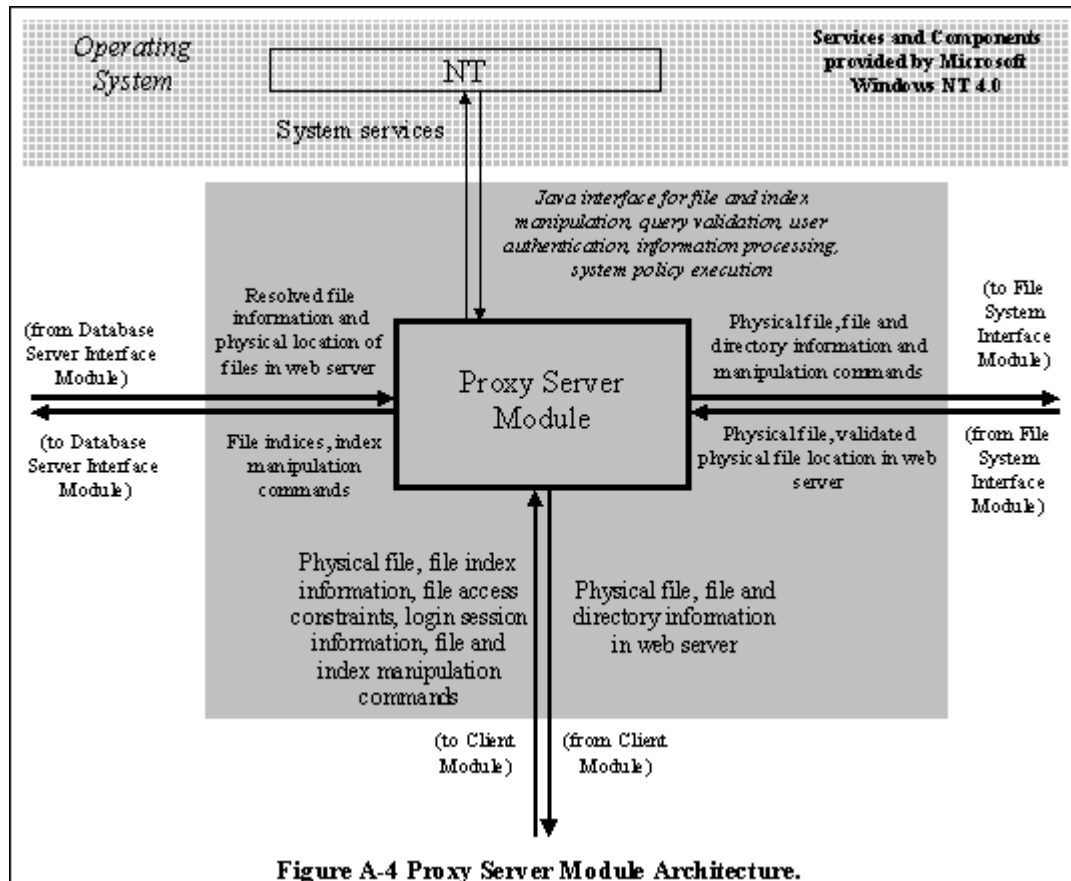 Operating
System
NT
Services and Components
provided by Microsoft
Windows NT 4.0
System services
Java interface for file and index
manipulation, query validation, user
authentication, information processing,
system policy execution
(from Database
Server Interface
Module)
Resolved file
information and
physical location of
files in web server
Proxy Server
Module
Physical file, file and
directory information and
manipulation commands
(to File
System
Interface
Module)
(to Database
Server Interface
Module)
File indices, index
manipulation
commands
Physical file, validated
physical file location in web
server
(from File
System
Interface
Module)
Physical file, file index
information, file access
constraints, login session
information, file and
index manipulation
commands
Physical file, file and
directory information
in web server
(to Client
Module)
(from Client
Module)
Figure A-4 Proxy Server Module Architecture.